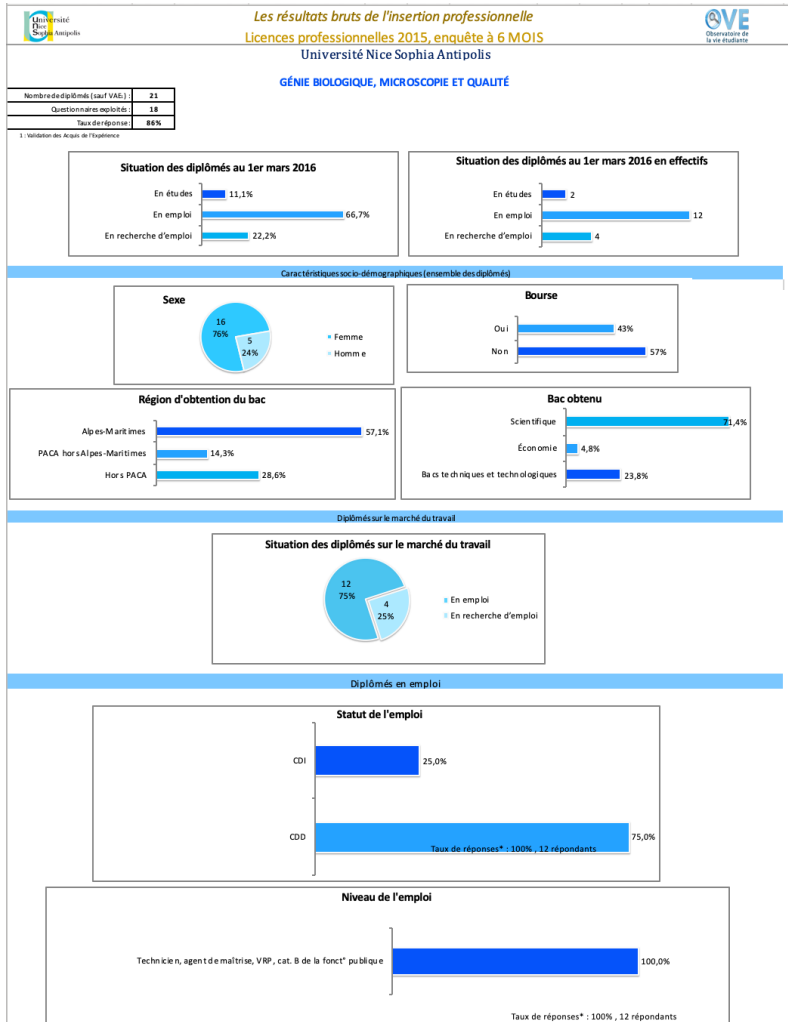 Université
Nice
Sophia Antipolis
Les résultats bruts de l'insertion professionnelle
Licences professionnelles 2015, enquête à 6 MOIS
Université Nice Sophia Antipolis
OVE
Observatoire de
la vie étudiante
GÉNIE BIOLOGIQUE, MICROSCOPIE ET QUALITÉ
Nombre de diplômés (sauf VAE₁) : 21
Questionnaires exploités : 18
Taux de réponse : 86%
1 : Validation des Acquis de l'Expérience
Situation des diplômés au 1er mars 2016
En études 11,1%
En emploi 66,7%
En recherche d'emploi 22,2%
Situation des diplômés au 1er mars 2016 en effectifs
En études 2
En emploi 12
En recherche d'emploi 4
Caractéristiques socio-démographiques (ensemble des diplômés)
Sexe
16
76%
5
24%
Femme
Homme
Bourse
Oui 43%
Non 57%
Région d'obtention du bac
Alpes-Maritimes 57,1%
PACA hors Alpes-Maritimes 14,3%
Hors PACA 28,6%
Bac obtenu
Scientifique 71,4%
Économie 4,8%
Bacs techniques et technologiques 23,8%
Diplômés sur le marché du travail
Situation des diplômés sur le marché du travail
12
75%
4
25%
En emploi
En recherche d'emploi
Diplômés en emploi
Statut de l'emploi
CDI 25,0%
CDD 75,0%
Taux de réponses* : 100% , 12 répondants
Niveau de l'emploi
Technicien, agent de maîtrise, VRP, cat. B de la fonct° publique 100,0%
Taux de réponses* : 100% , 12 répondants